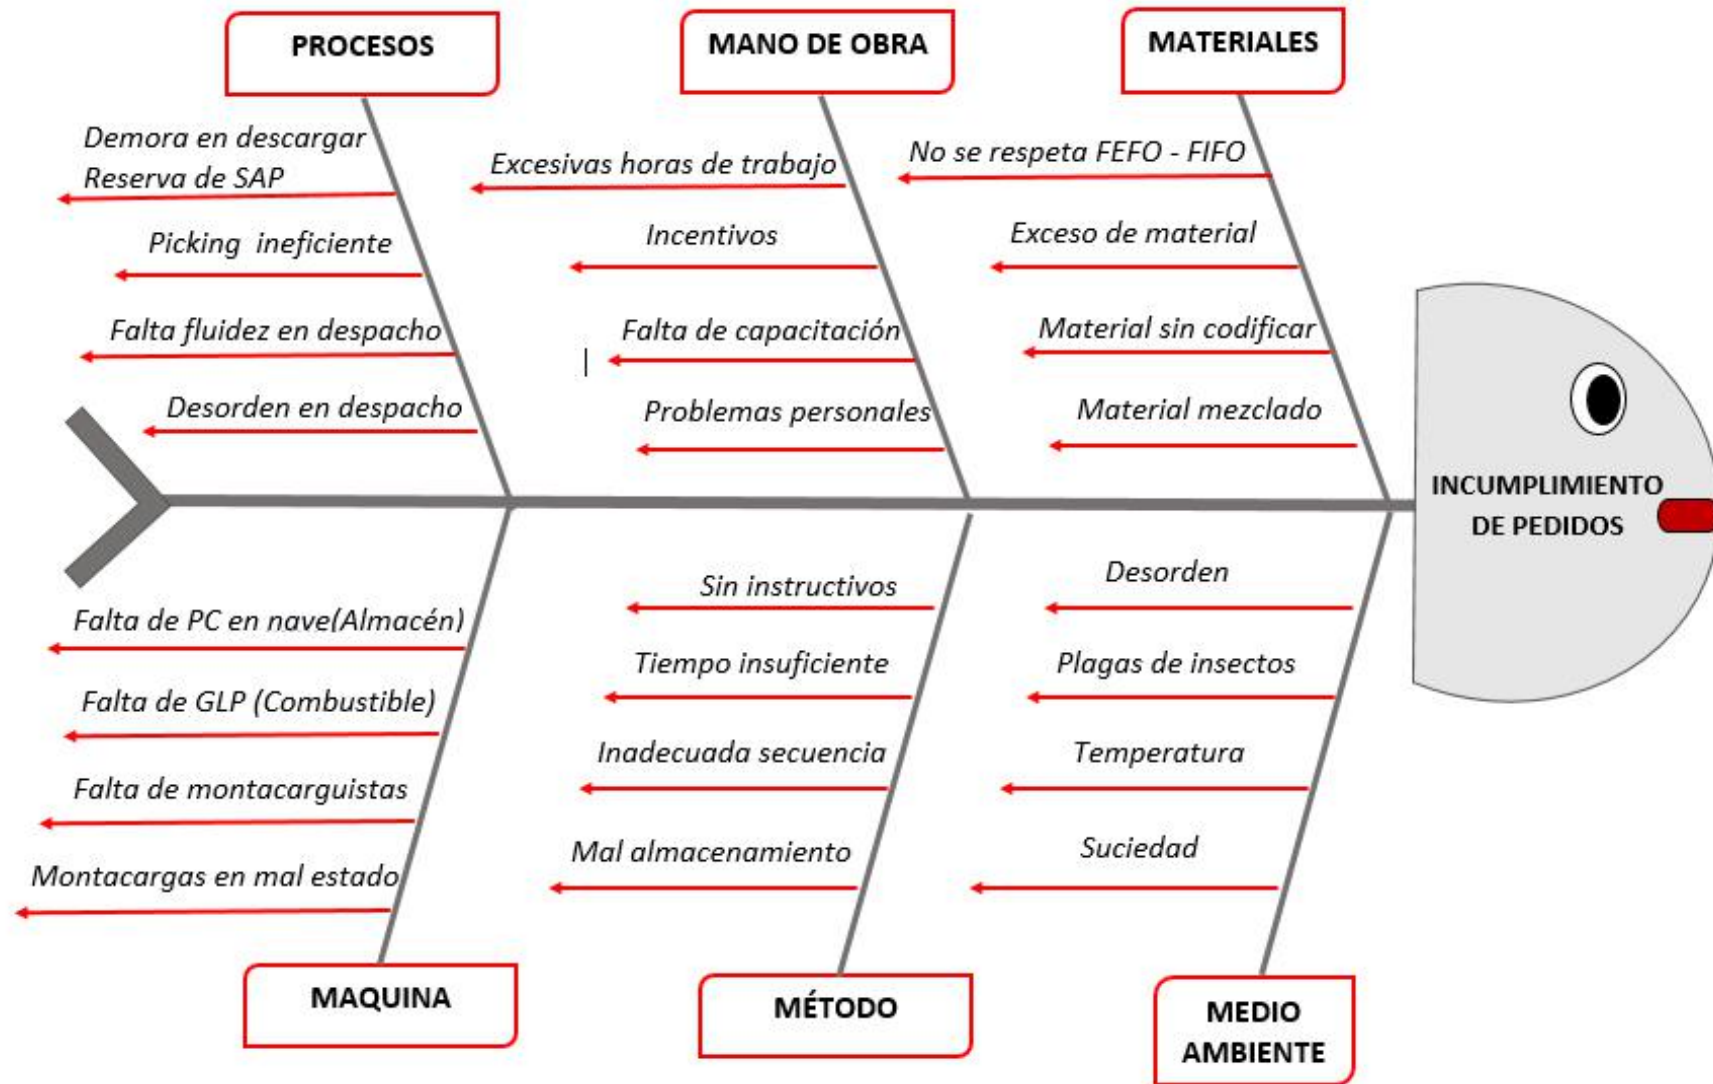 PROCESOS
Demora en descargar
Reserva de SAP
Picking ineficiente
Falta fluidez en despacho
Desorden en despacho
MANO DE OBRA
Excesivas horas de trabajo
Incentivos
Falta de capacitación
Problemas personales
MATERIALES
No se respeta FEFO - FIFO
Exceso de material
Material sin codificar
Material mezclado
INCUMPLIMIENTO
DE PEDIDOS
Falta de PC en nave(Almacén)
Falta de GLP (Combustible)
Falta de montacarguistas
Montacargas en mal estado
MAQUINA
Sin instructivos
Tiempo insuficiente
Inadecuada secuencia
Mal almacenamiento
MÉTODO
Desorden
Plagas de insectos
Temperatura
Suciedad
MEDIO
AMBIENTE